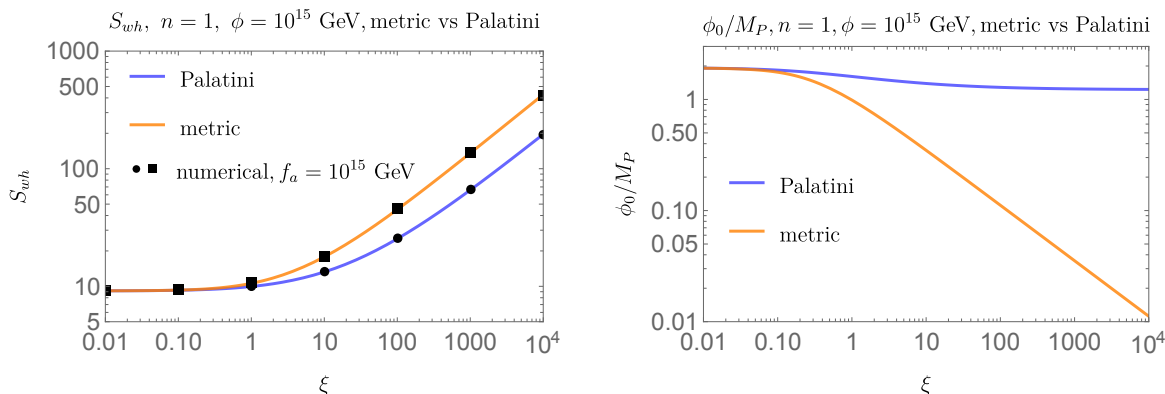 S_wh, n = 1, ϕ = 10^15 GeV, metric vs Palatini
1000
500
100
50
10
5
S_wh
Palatini
metric
numerical, f_a = 10^15 GeV
0.01 0.10 1 10 100 1000 10^4
ξ
ϕ_0/M_P, n = 1, ϕ = 10^15 GeV, metric vs Palatini
1
0.50
0.10
0.05
0.01
ϕ_0/M_P
Palatini
metric
0.01 0.10 1 10 100 1000 10^4
ξ